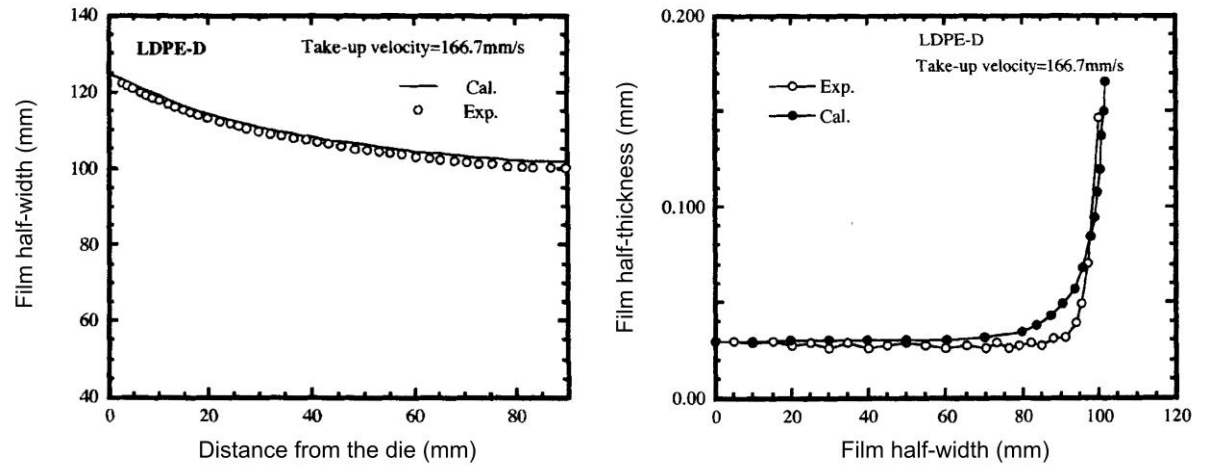 140
120
100
80
60
40
0
20
40
60
80
Film half-width (mm)
Distance from the die (mm)
LDPE-D
Take-up velocity=166.7mm/s
Cal.
Exp.
0.200
0.100
0.00
0
20
40
60
80
100
120
Film half-thickness (mm)
Film half-width (mm)
LDPE-D
Take-up velocity=166.7mm/s
Exp.
Cal.